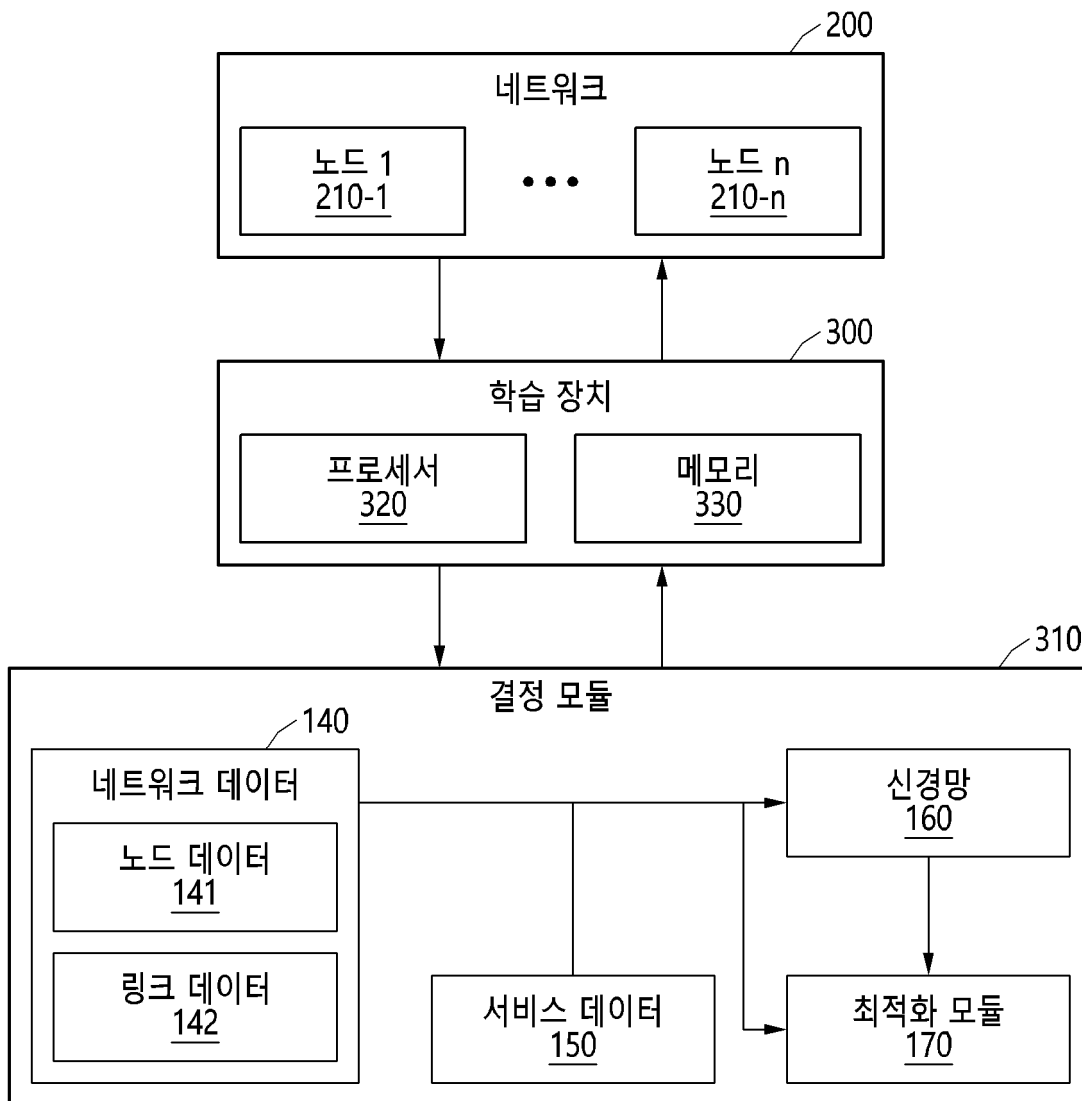 200
네트워크
노드 1
210-1
노드 n
210-n
300
학습 장치
프로세서
320
메모리
330
310
결정 모듈
140
네트워크 데이터
노드 데이터
141
링크 데이터
142
서비스 데이터
150
신경망
160
최적화 모듈
170